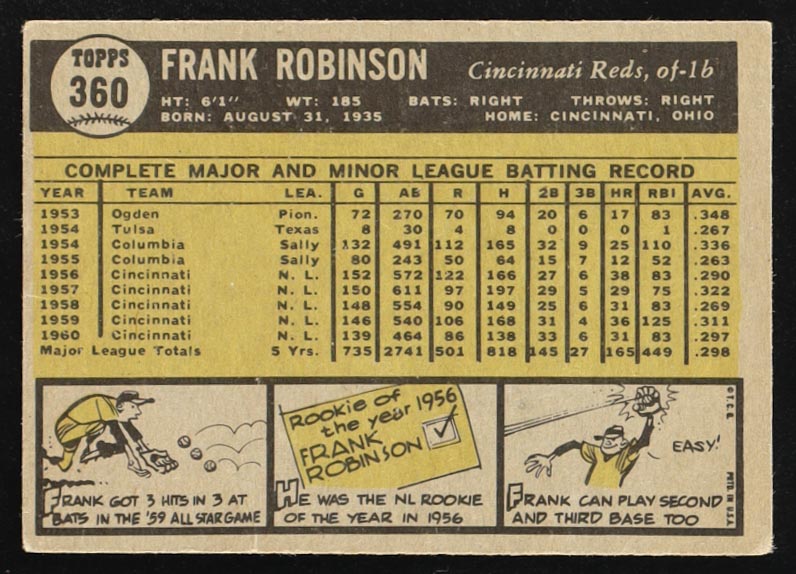 TOPPS
360
FRANK ROBINSON Cincinnati Reds, of-1b
HT: 6'1" WT: 185 BATS: RIGHT THROWS: RIGHT
BORN: AUGUST 31, 1935 HOME: CINCINNATI, OHIO
COMPLETE MAJOR AND MINOR LEAGUE BATTING RECORD
YEAR TEAM LEA. G AB R H 2B 3B HR RBI AVG.
1953 Ogden Pion. 72 270 70 94 20 6 17 83 .348
1954 Tulsa Texas 8 30 4 8 0 0 0 1 .267
1954 Columbia Sally 132 491 112 165 32 9 25 110 .336
1955 Columbia Sally 80 243 50 64 15 7 12 52 .263
1956 Cincinnati N. L. 152 572 122 166 27 6 38 83 .290
1957 Cincinnati N. L. 150 611 97 197 29 5 29 75 .322
1958 Cincinnati N. L. 148 554 90 149 25 6 31 83 .269
1959 Cincinnati N. L. 146 540 106 168 31 4 36 125 .311
1960 Cincinnati N. L. 139 464 86 138 33 6 31 83 .297
Major League Totals 5 Yrs. 735 2741 501 818 145 27 165 449 .298
FRANK GOT 3 HITS IN 3 AT
BATS IN THE '59 ALL STAR GAME
ROOKIE of
the year 1956
FRANK
ROBINSON
HE WAS THE NL ROOKIE
OF THE YEAR IN 1956
EASY!
FRANK CAN PLAY SECOND
AND THIRD BASE TOO
© T.C.G. PRTD. IN U.S.A.